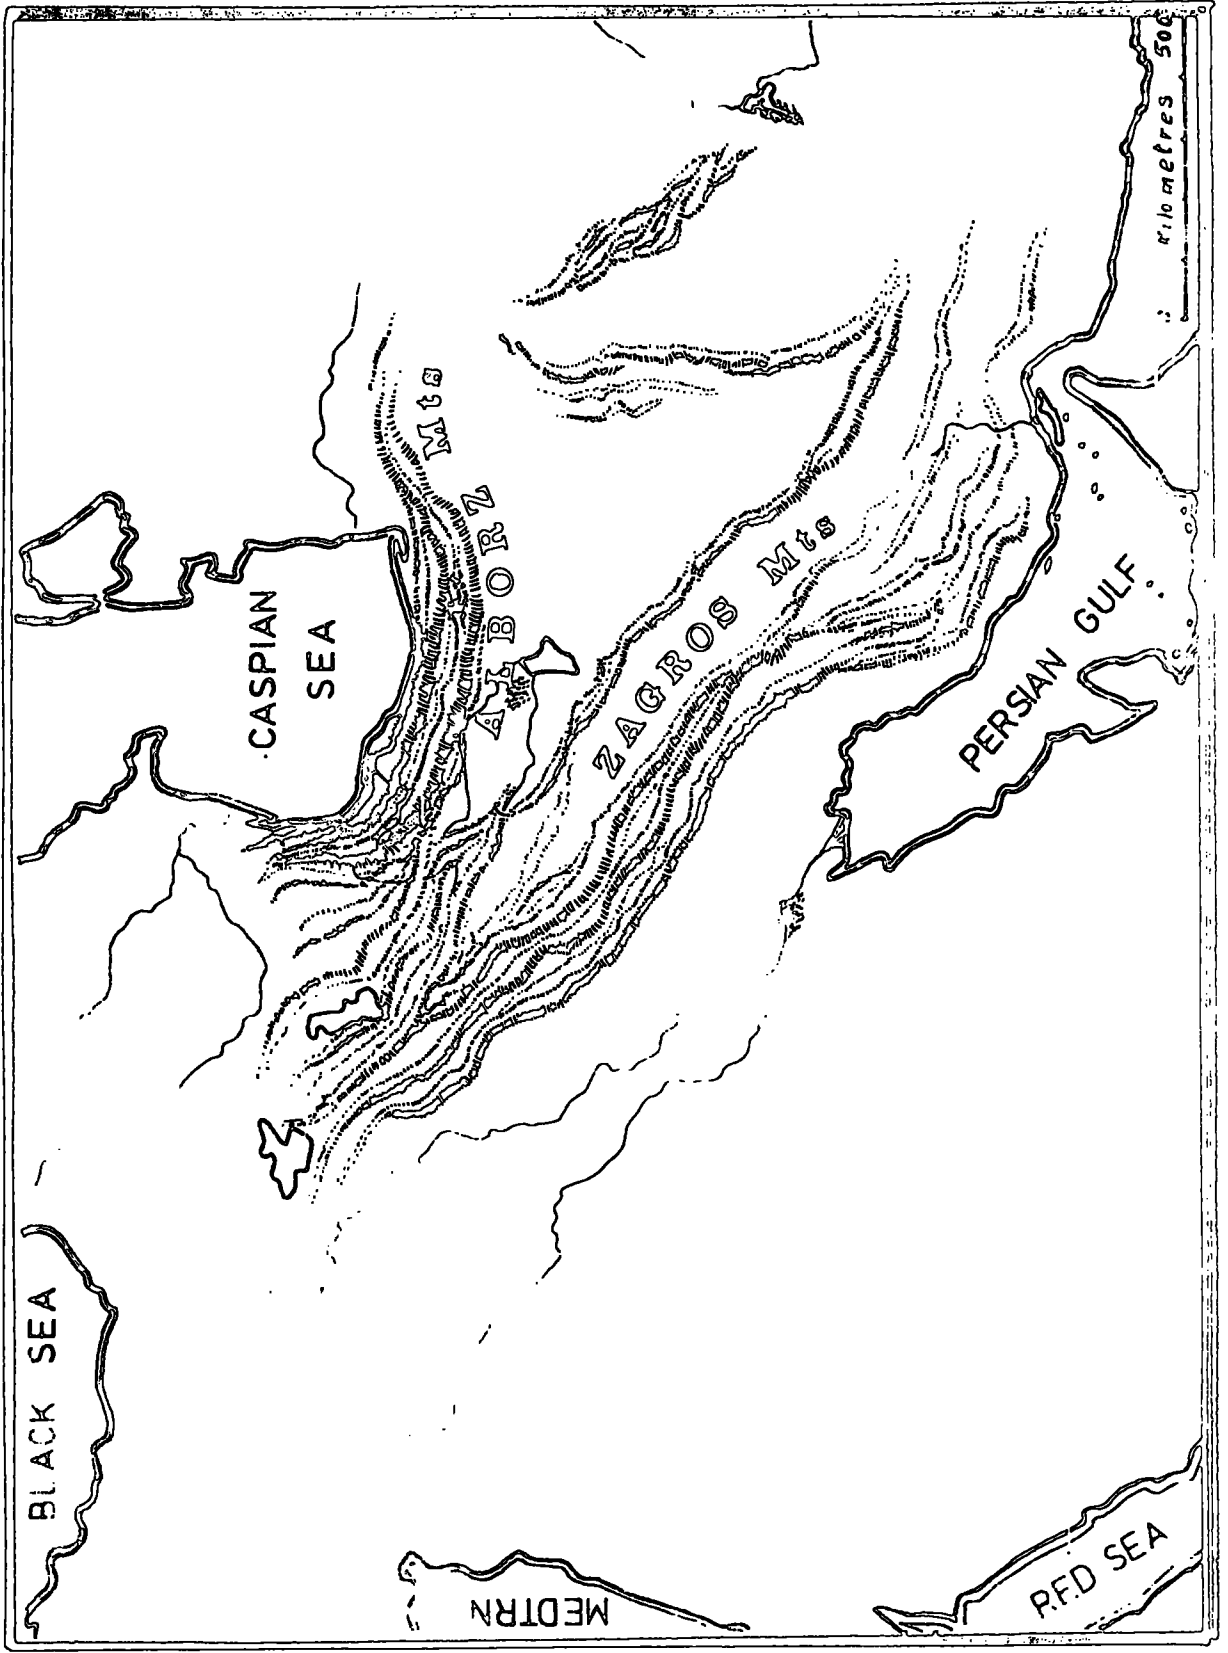 BLACK SEA
CASPIAN
SEA
ALBORZ Mts
ZAGROS Mts
PERSIAN GULF
MEDTRN
RED SEA
Kilometres 500